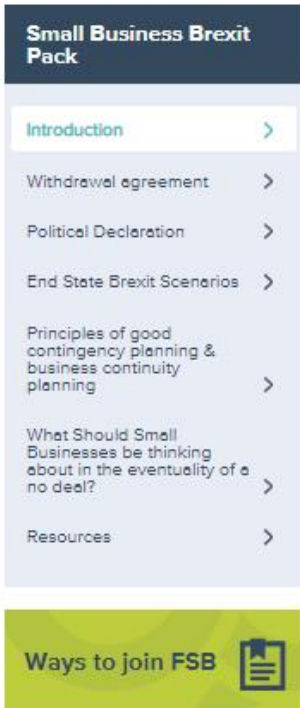 Small Business Brexit
Pack
Introduction
Withdrawal agreement
Political Declaration
End State Brexit Scenarios
Principles of good
contingency planning &
business continuity
planning
What Should Small
Businesses be thinking
about in the eventuality of a
no deal?
Resources
Ways to join FSB